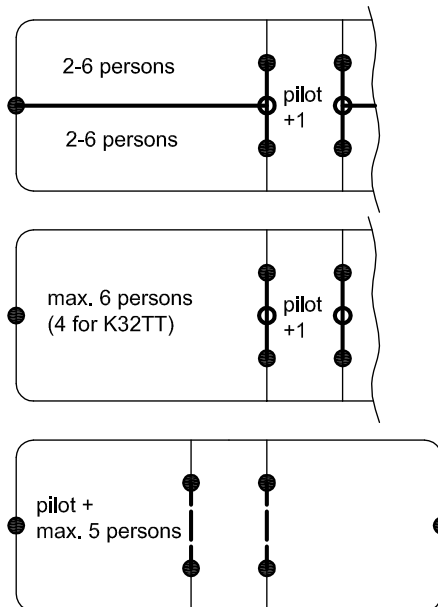 2-6 persons
pilot
+1
2-6 persons
max. 6 persons
(4 for K32TT)
pilot
+1
pilot +
max. 5 persons